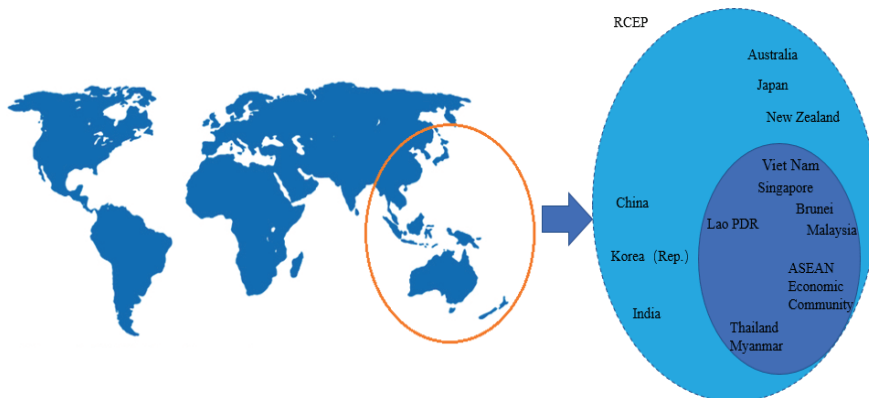 RCEP
Australia
Japan
New Zealand
Viet Nam
Singapore
China
Brunei
Lao PDR
Malaysia
Korea（Rep.）
ASEAN
Economic
Community
India
Thailand
Myanmar